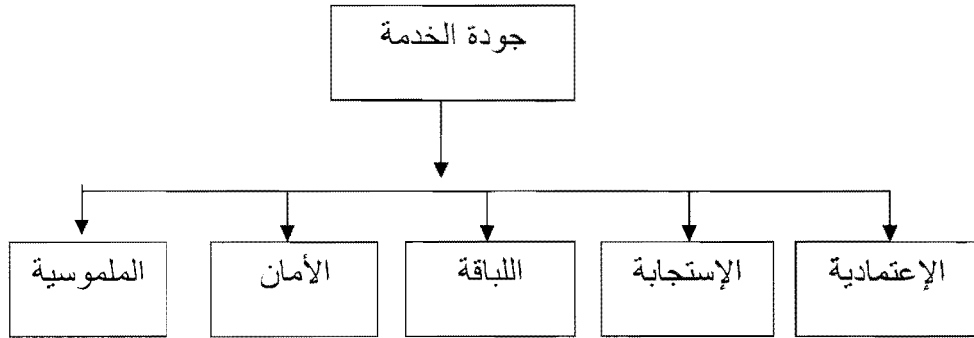 جودة الخدمة
الإعتمادية
الإستجابة
اللباقة
الأمان
الملموسية